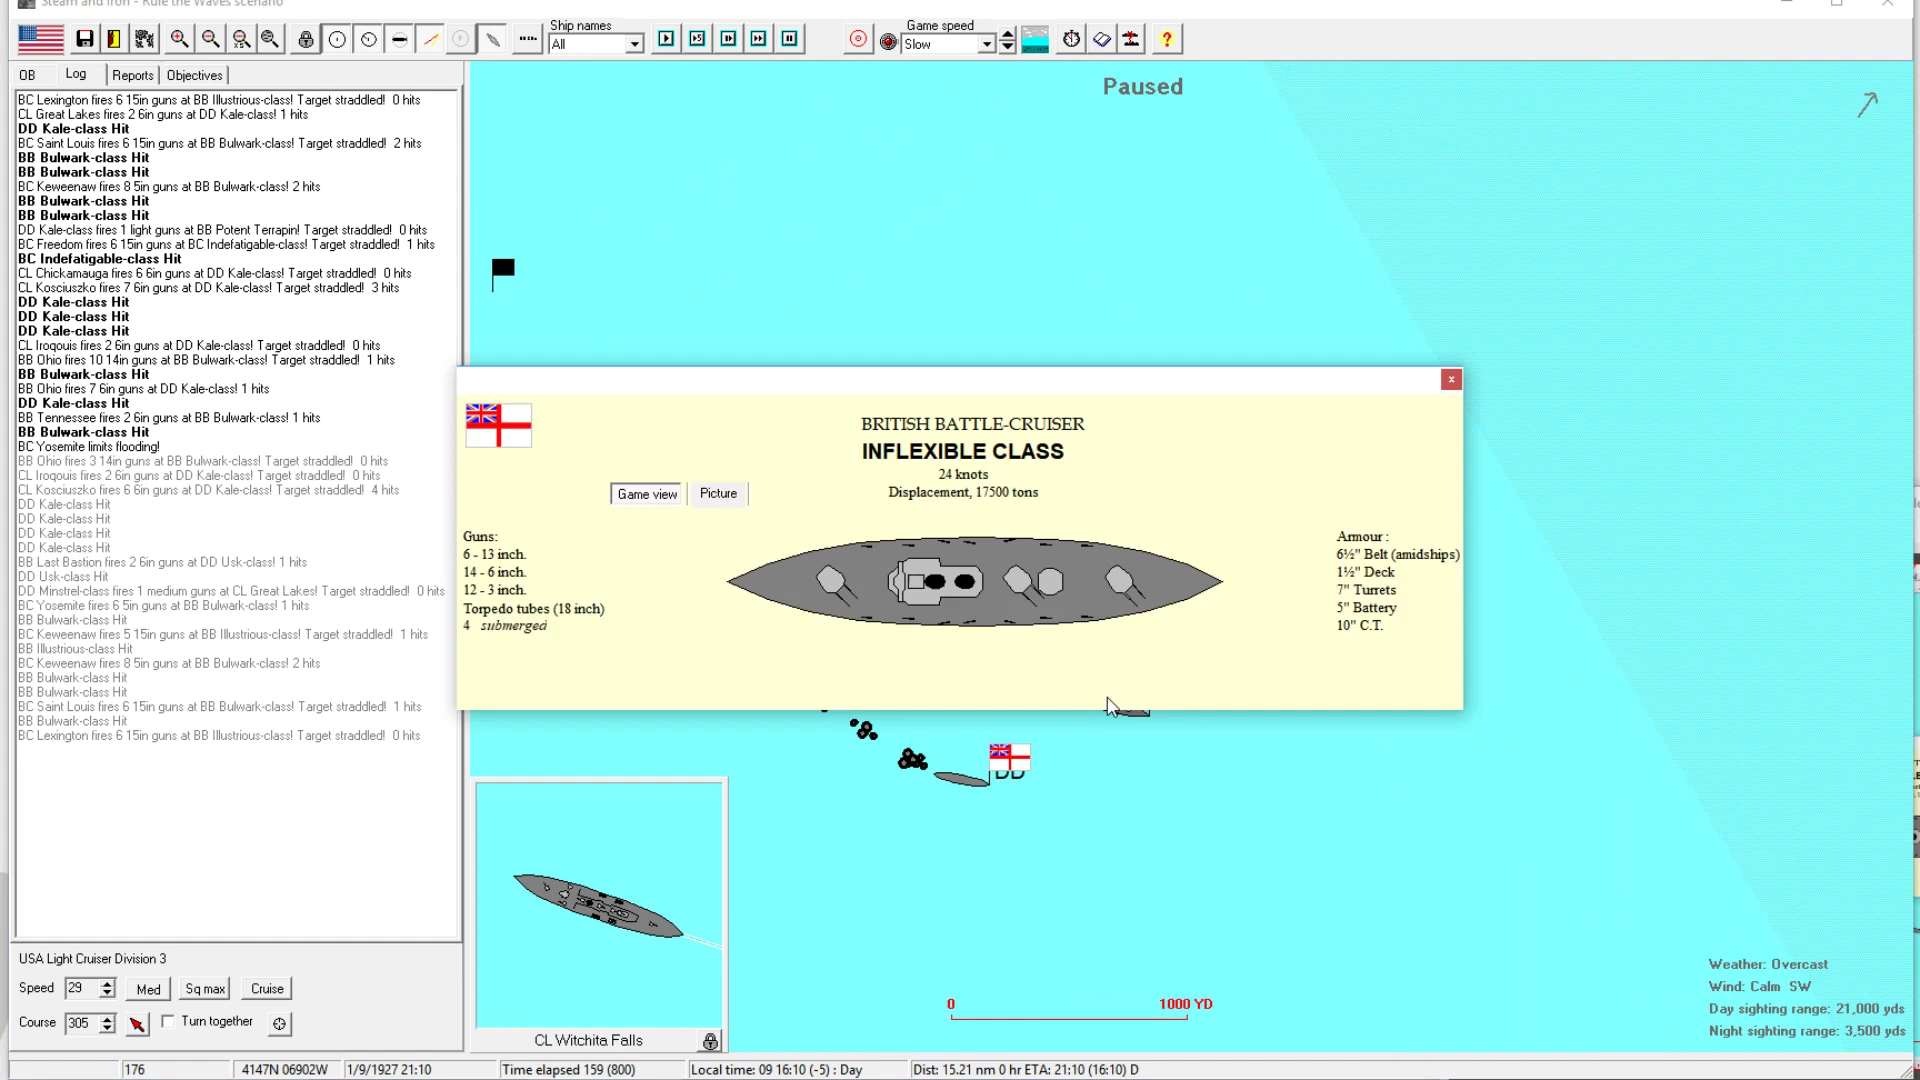 Steam and Iron - Rule the Waves scenario
Ship names
All
Game speed
Slow
OB
Log
Reports
Objectives
Paused
BC Lexington fires 6 15in guns at BB Illustrious-class! Target straddled! 0 hits
CL Great Lakes fires 2 6in guns at DD Kale-class! 1 hits
DD Kale-class Hit
BC Saint Louis fires 6 15in guns at BB Bulwark-class! Target straddled! 2 hits
BB Bulwark-class Hit
BB Bulwark-class Hit
BC Keweenaw fires 8 5in guns at BB Bulwark-class! 2 hits
BB Bulwark-class Hit
BB Bulwark-class Hit
DD Kale-class fires 1 light guns at BB Potent Terrapin! Target straddled! 0 hits
BC Freedom fires 6 15in guns at BC Indefatigable-class! Target straddled! 1 hits
BC Indefatigable-class Hit
CL Chickamauga fires 6 6in guns at DD Kale-class! Target straddled! 0 hits
CL Kosciuszko fires 7 6in guns at DD Kale-class! Target straddled! 3 hits
DD Kale-class Hit
DD Kale-class Hit
DD Kale-class Hit
CL Iroqouis fires 2 6in guns at DD Kale-class! Target straddled! 0 hits
BB Ohio fires 10 14in guns at BB Bulwark-class! Target straddled! 1 hits
BB Bulwark-class Hit
BB Ohio fires 7 6in guns at DD Kale-class! 1 hits
DD Kale-class Hit
BB Tennessee fires 2 6in guns at BB Bulwark-class! 1 hits
BB Bulwark-class Hit
BC Yosemite limits flooding!
BB Ohio fires 3 14in guns at BB Bulwark-class! Target straddled! 0 hits
CL Iroqouis fires 2 6in guns at DD Kale-class! Target straddled! 0 hits
CL Kosciuszko fires 6 6in guns at DD Kale-class! Target straddled! 4 hits
DD Kale-class Hit
DD Kale-class Hit
DD Kale-class Hit
DD Kale-class Hit
BB Last Bastion fires 2 6in guns at DD Usk-class! 1 hits
DD Usk-class Hit
DD Minstrel-class fires 1 medium guns at CL Great Lakes! Target straddled! 0 hits
BC Yosemite fires 6 5in guns at BB Bulwark-class! 1 hits
BB Bulwark-class Hit
BC Keweenaw fires 5 15in guns at BB Illustrious-class! Target straddled! 1 hits
BB Illustrious-class Hit
BC Keweenaw fires 8 5in guns at BB Bulwark-class! 2 hits
BB Bulwark-class Hit
BB Bulwark-class Hit
BC Saint Louis fires 6 15in guns at BB Bulwark-class! Target straddled! 1 hits
BB Bulwark-class Hit
BC Lexington fires 6 15in guns at BB Illustrious-class! Target straddled! 0 hits
BRITISH BATTLE-CRUISER
INFLEXIBLE CLASS
24 knots
Displacement, 17500 tons
Game view
Picture
Guns:
6 - 13 inch.
14 - 6 inch.
12 - 3 inch.
Torpedo tubes (18 inch)
4 submerged
Armour :
6½" Belt (amidships)
1½" Deck
7" Turrets
5" Battery
10" C.T.
DD
USA Light Cruiser Division 3
Speed 29 Med Sq max Cruise
Course 305 Turn together
CL Witchita Falls
0 1000 YD
Weather: Overcast
Wind: Calm SW
Day sighting range: 21,000 yds
Night sighting range: 3,500 yds
176
4147N 06902W
1/9/1927 21:10
Time elapsed 159 (800)
Local time: 09 16:10 (-5) : Day
Dist: 15.21 nm 0 hr ETA: 21:10 (16:10) D